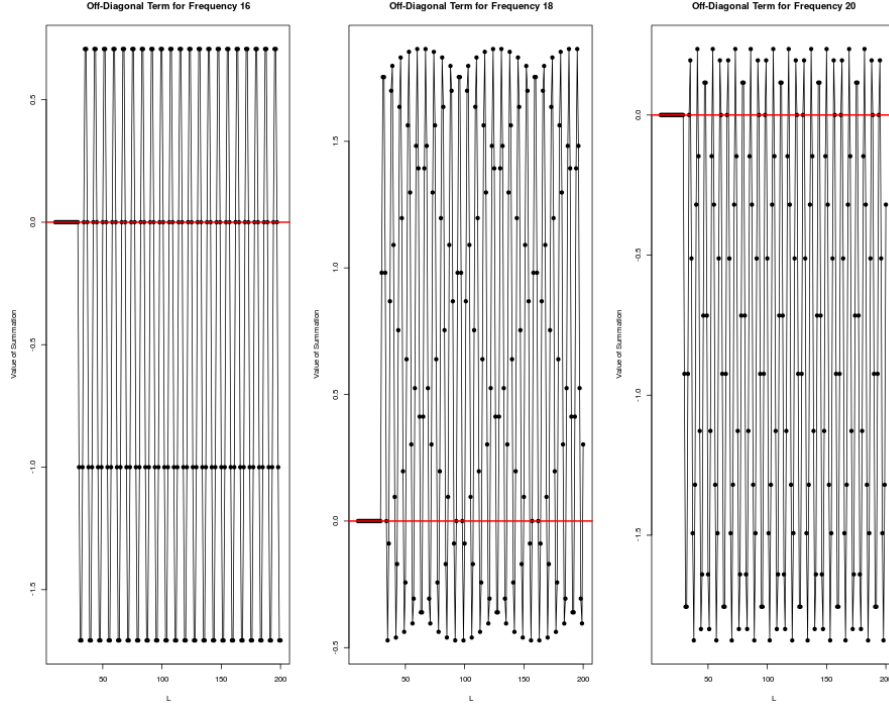 Off-Diagonal Term for Frequency 16
Value of Summation
0.5
0.0
-0.5
-1.0
-1.5
50
100
150
200
L
Off-Diagonal Term for Frequency 18
Value of Summation
1.5
1.0
0.5
0.0
-0.5
50
100
150
200
L
Off-Diagonal Term for Frequency 20
Value of Summation
0.0
-0.5
-1.0
-1.5
50
100
150
200
L